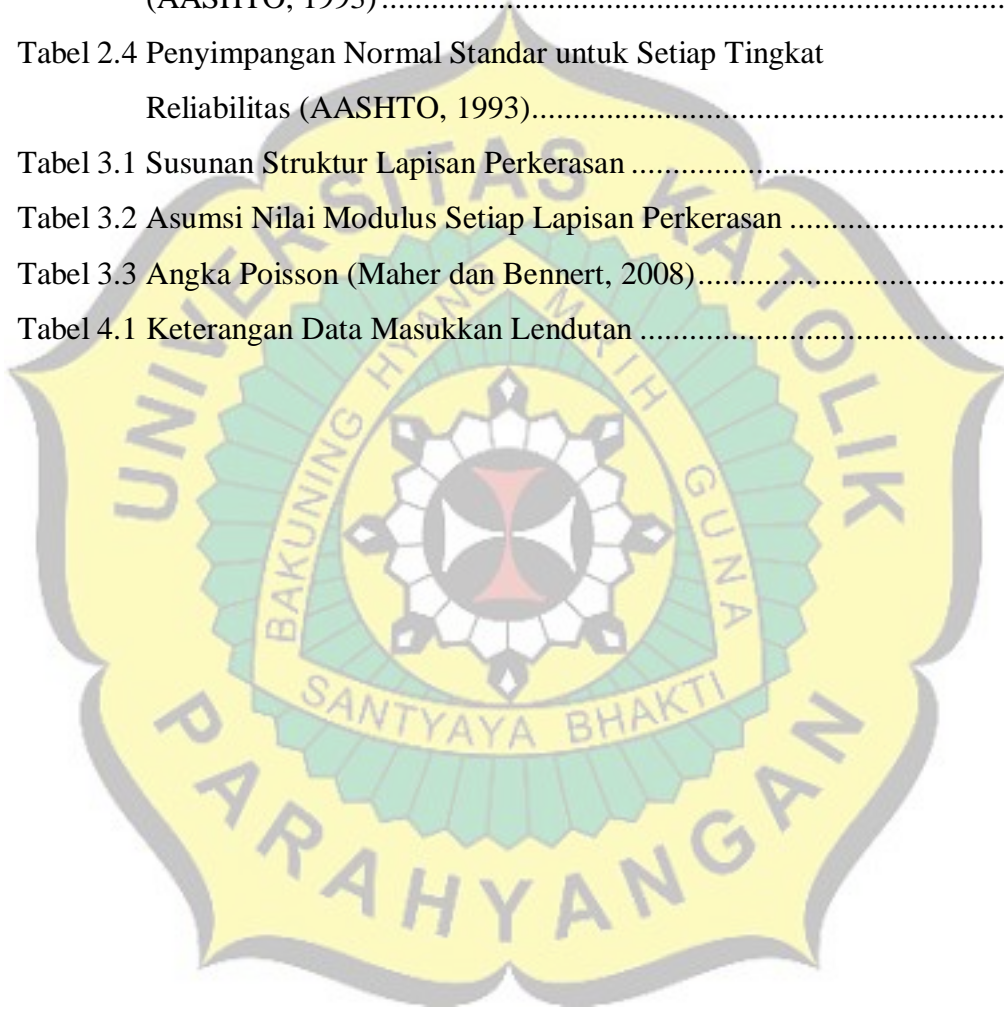 (AASHTO, 1993)............................................................
Tabel 2.4 Penyimpangan Normal Standar untuk Setiap Tingkat
Reliabilitas (AASHTO, 1993)............................................................
Tabel 3.1 Susunan Struktur Lapisan Perkerasan ............................................................
Tabel 3.2 Asumsi Nilai Modulus Setiap Lapisan Perkerasan ........................................
Tabel 3.3 Angka Poisson (Maher dan Bennert, 2008)..................................................
Tabel 4.1 Keterangan Data Masukkan Lendutan ............................................................
UNIVERSITAS KATOLIK
BAKUNING HYANG MRIH GUNA
SANTYAYA BHAKTI
PARAHYANGAN